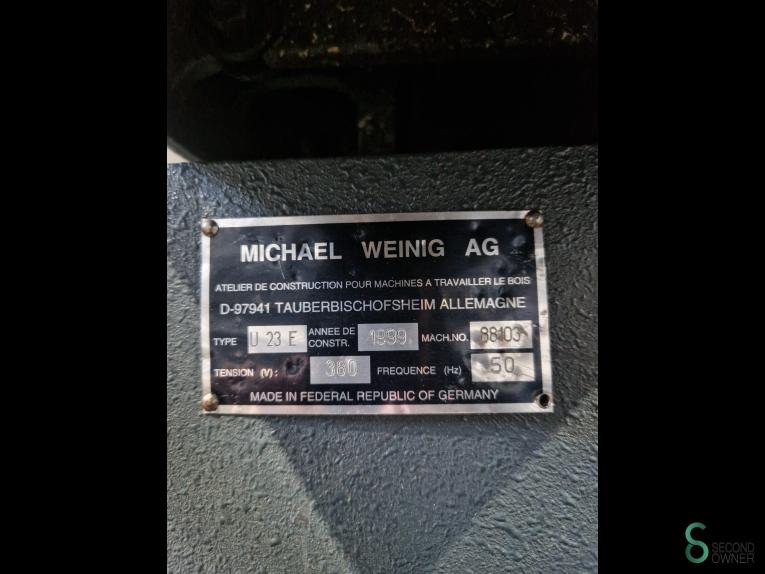 MICHAEL WEINIG AG
ATELIER DE CONSTRUCTION POUR MACHINES A TRAVAILLER LE BOIS
D-97941 TAUBERBISCHOFSHEIM ALLEMAGNE
TYPE U 23 E ANNEE DE CONSTR. 1999 MACH.NO. 88103
TENSION (V): 380 FREQUENCE (Hz) 50
MADE IN FEDERAL REPUBLIC OF GERMANY
SECOND
OWNER